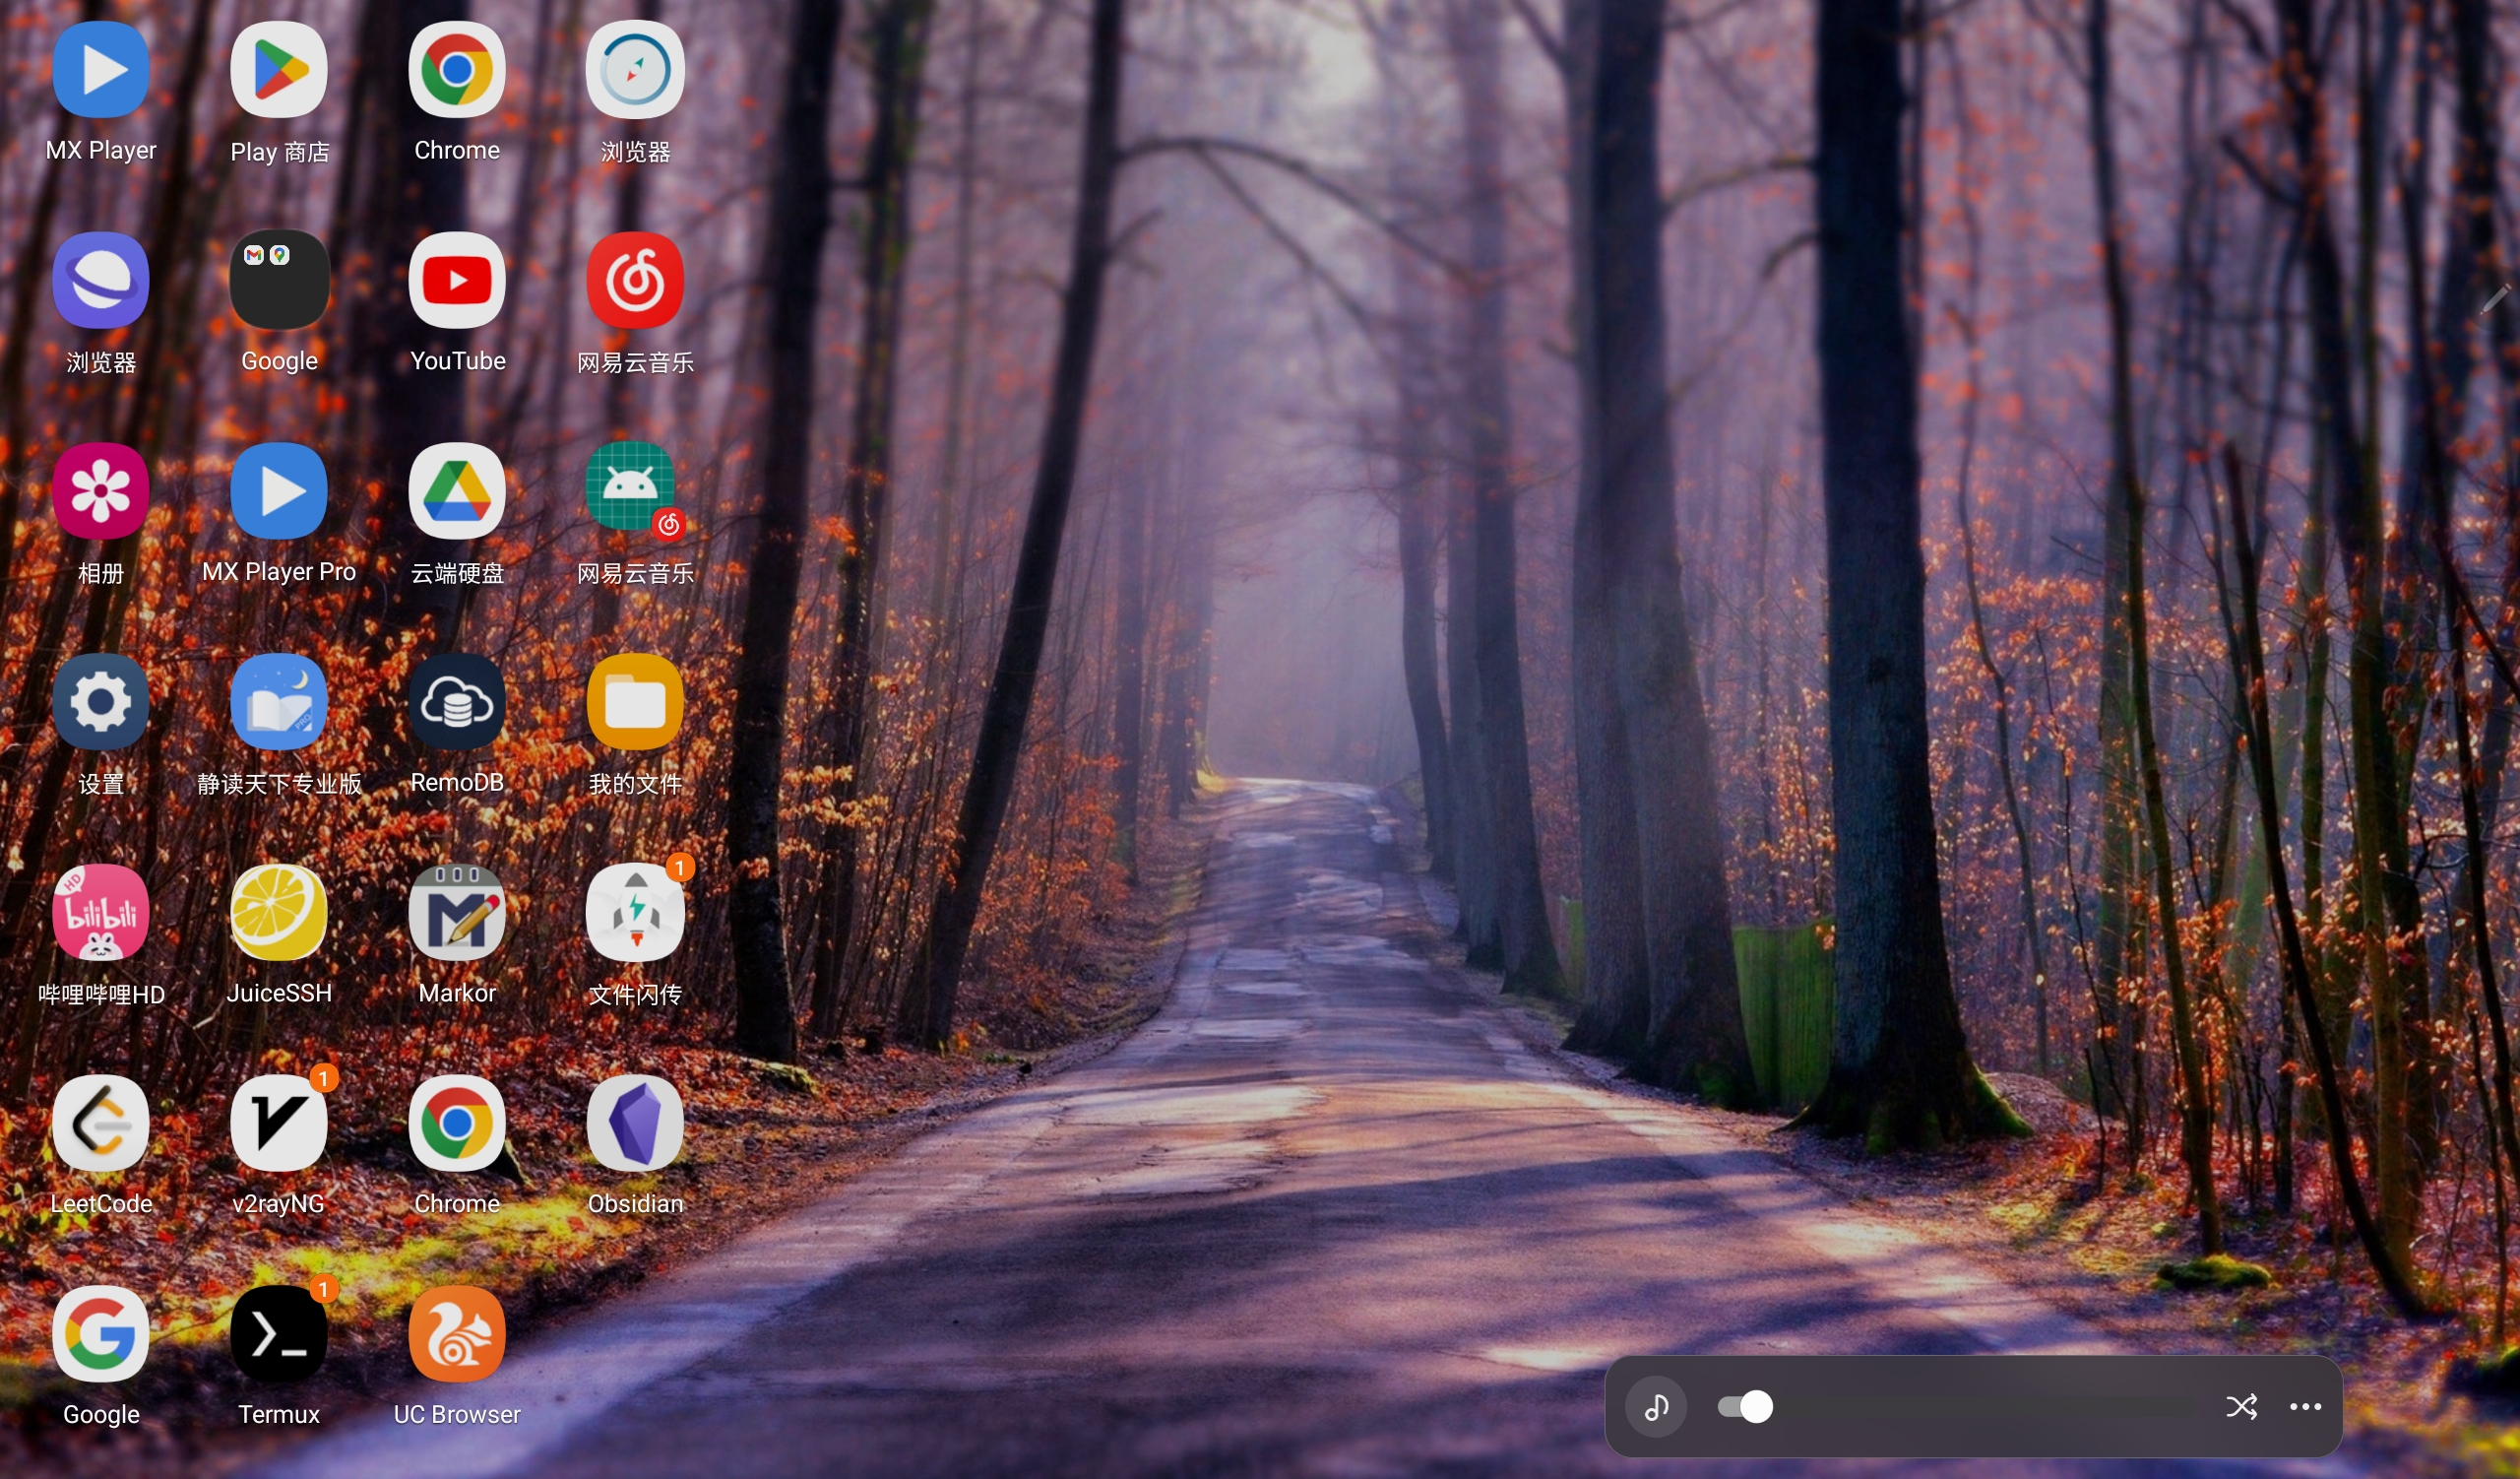 MX Player
Play 商店
Chrome
浏览器
浏览器
Google
YouTube
网易云音乐
相册
MX Player Pro
云端硬盘
网易云音乐
设置
PRO
静读天下专业版
RemoDB
我的文件
HD
bilibili
1
哔哩哔哩HD
JuiceSSH
Markor
文件闪传
1
LeetCode
v2rayNG
Chrome
Obsidian
1
Google
Termux
UC Browser